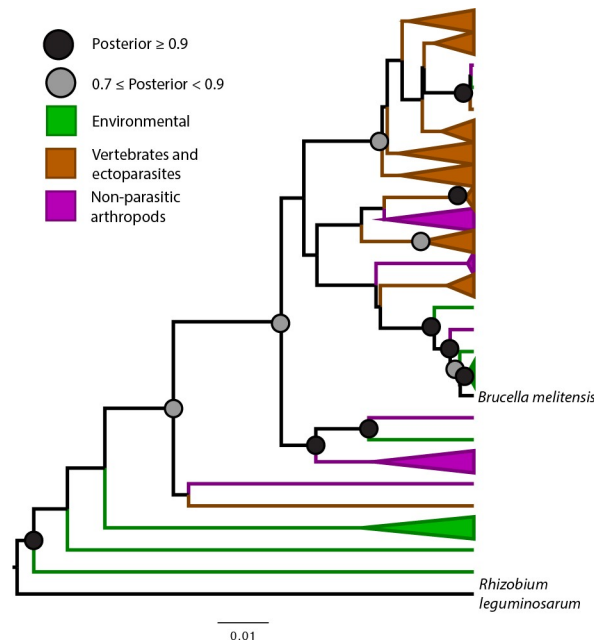 Posterior ≥ 0.9
0.7 ≤ Posterior < 0.9
Environmental
Vertebrates and
ectoparasites
Non-parasitic
arthropods
Brucella melitensis
Rhizobium
leguminosarum
0.01